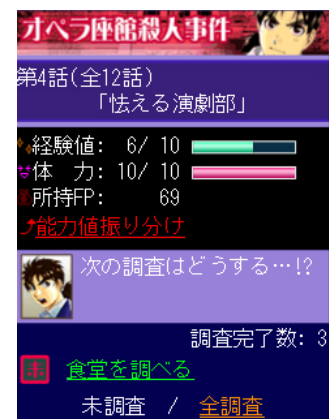 オペラ座館殺人事件
第4話(全12話)
「怯える演劇部」
経験値: 6/ 10
体 力: 10/ 10
所持FP: 69
能力値振り分け
次の調査はどうする…!?
調査完了数: 3
未 食堂を調べる
未調査 / 全調査